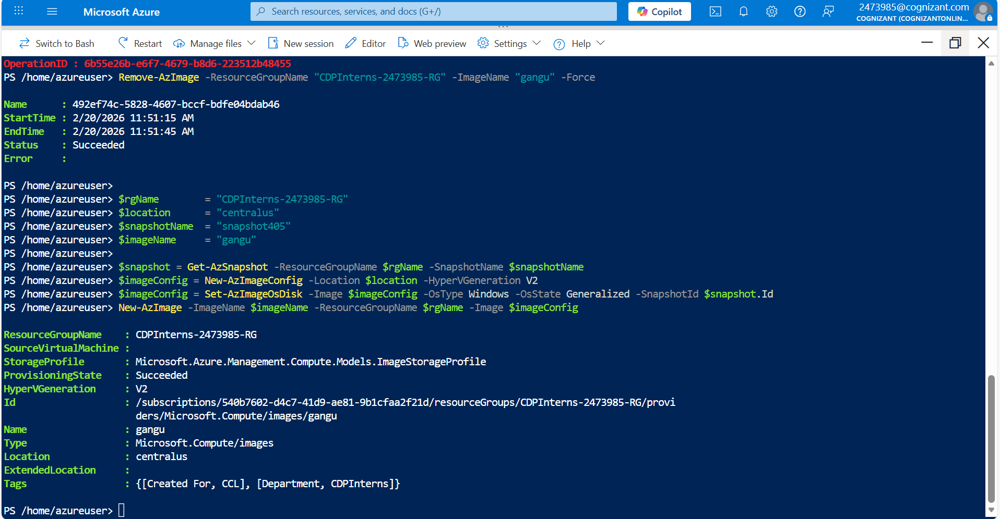 Microsoft Azure
Search resources, services, and docs (G+/)
Copilot
2473985@cognizant.com
COGNIZANT (COGNIZANTONLIN...
Switch to Bash
Restart
Manage files
New session
Editor
Web preview
Settings
Help
OperationID : 6b55e26b-e6f7-4679-b8d6-223512b48455
PS /home/azureuser> Remove-AzImage -ResourceGroupName "CDPInterns-2473985-RG" -ImageName "gangu" -Force
Name      : 492ef74c-5828-4607-bccf-bdfe04bdab46
StartTime : 2/20/2026 11:51:15 AM
EndTime   : 2/20/2026 11:51:45 AM
Status    : Succeeded
Error     :
PS /home/azureuser>
PS /home/azureuser> $rgName        = "CDPInterns-2473985-RG"
PS /home/azureuser> $location      = "centralus"
PS /home/azureuser> $snapshotName  = "snapshot405"
PS /home/azureuser> $imageName     = "gangu"
PS /home/azureuser>
PS /home/azureuser> $snapshot = Get-AzSnapshot -ResourceGroupName $rgName -SnapshotName $snapshotName
PS /home/azureuser> $imageConfig = New-AzImageConfig -Location $location -HyperVGeneration V2
PS /home/azureuser> $imageConfig = Set-AzImageOsDisk -Image $imageConfig -OsType Windows -OsState Generalized -SnapshotId $snapshot.Id
PS /home/azureuser> New-AzImage -ImageName $imageName -ResourceGroupName $rgName -Image $imageConfig
ResourceGroupName    : CDPInterns-2473985-RG
SourceVirtualMachine :
StorageProfile       : Microsoft.Azure.Management.Compute.Models.ImageStorageProfile
ProvisioningState    : Succeeded
HyperVGeneration     : V2
Id                   : /subscriptions/540b7602-d4c7-41d9-ae81-9b1cfaa2f21d/resourceGroups/CDPInterns-2473985-RG/provi
ders/Microsoft.Compute/images/gangu
Name                 : gangu
Type                 : Microsoft.Compute/images
Location             : centralus
ExtendedLocation     :
Tags                 : {[Created For, CCL], [Department, CDPInterns]}
PS /home/azureuser>